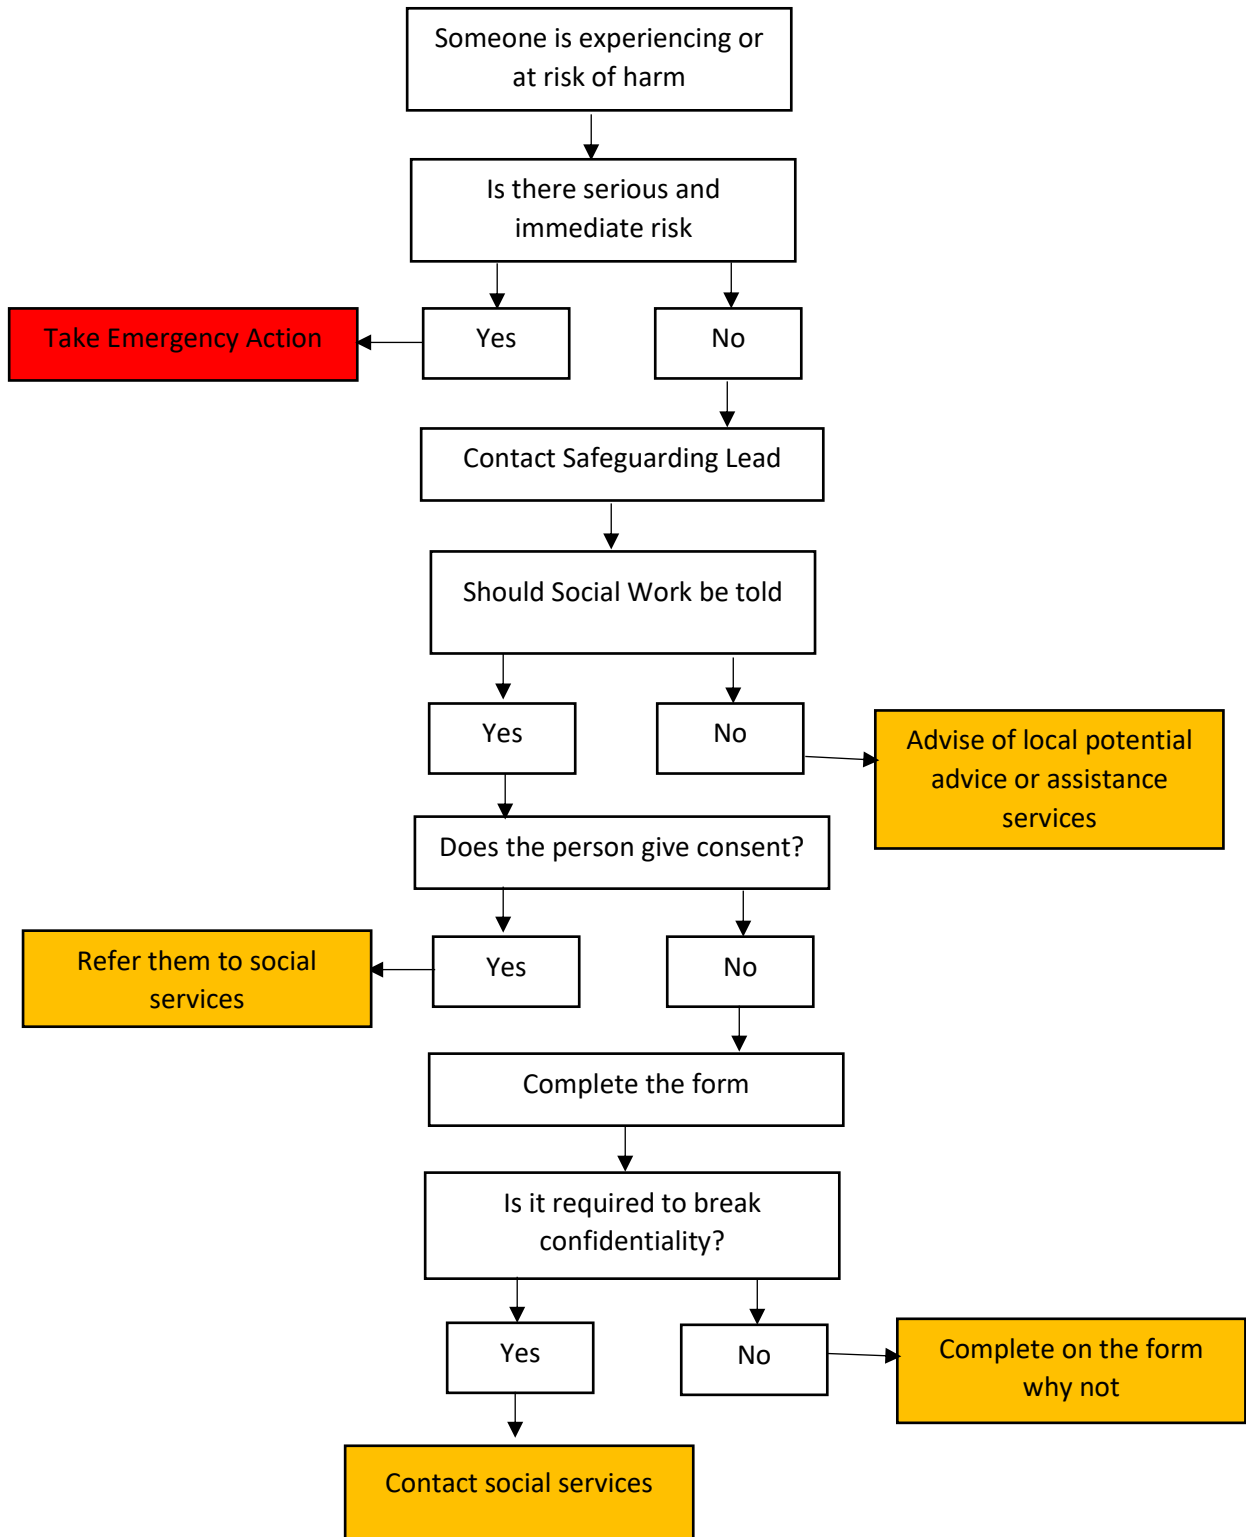 Someone is experiencing or
at risk of harm
Is there serious and
immediate risk
Take Emergency Action
Yes
No
Contact Safeguarding Lead
Should Social Work be told
Yes
No
Advise of local potential
advice or assistance
services
Does the person give consent?
Refer them to social
services
Yes
No
Complete the form
Is it required to break
confidentiality?
Yes
No
Complete on the form
why not
Contact social services